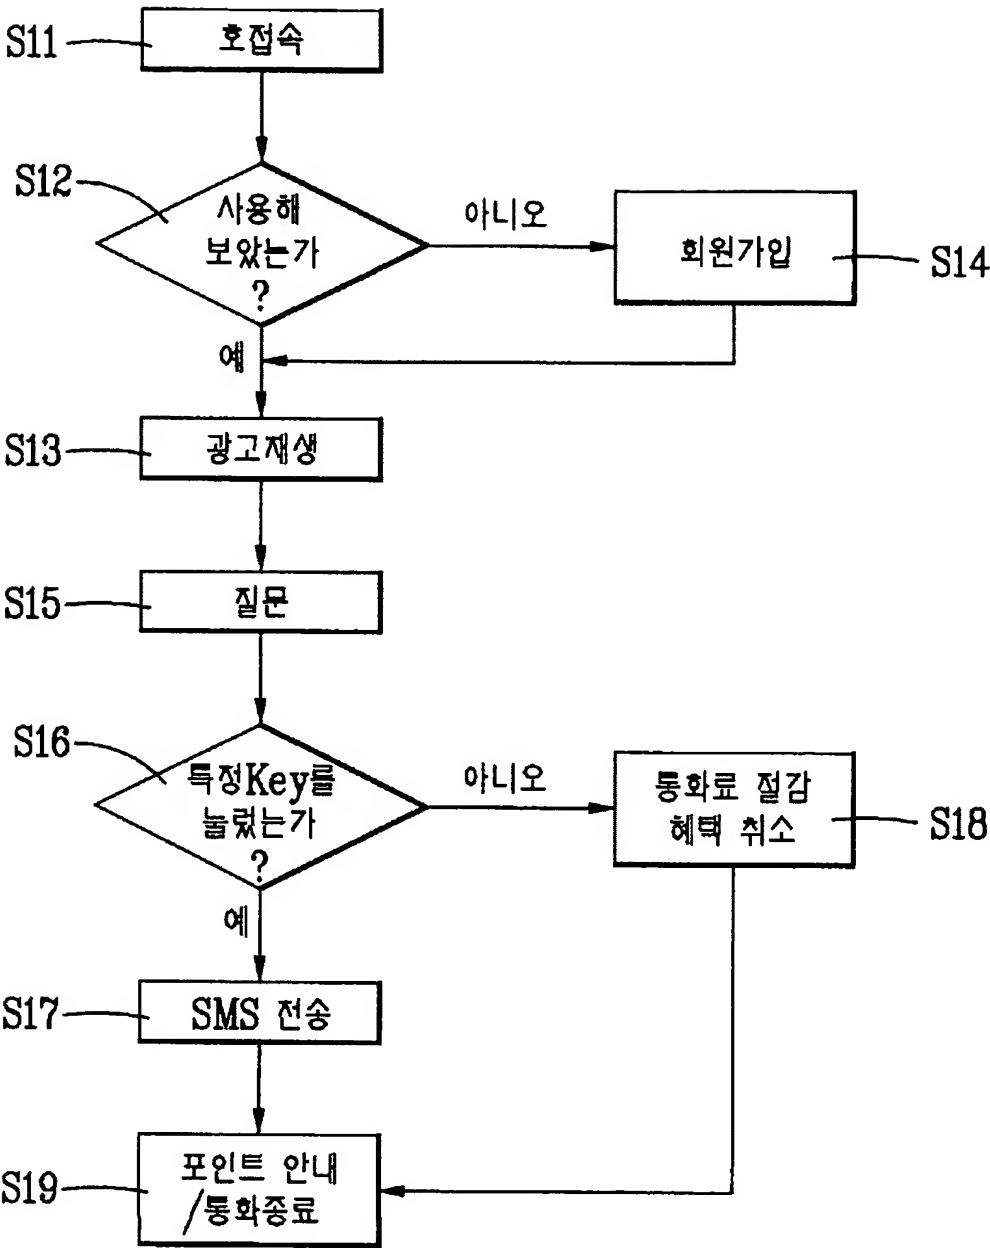 S11
호접속
S12
사용해
보았는가
?
아니오
회원가입
S14
예
S13
광고재생
S15
질문
S16
특정Key를
눌렀는가
?
아니오
통화료 절감
혜택 취소
S18
예
S17
SMS 전송
S19
포인트 안내
/통화종료